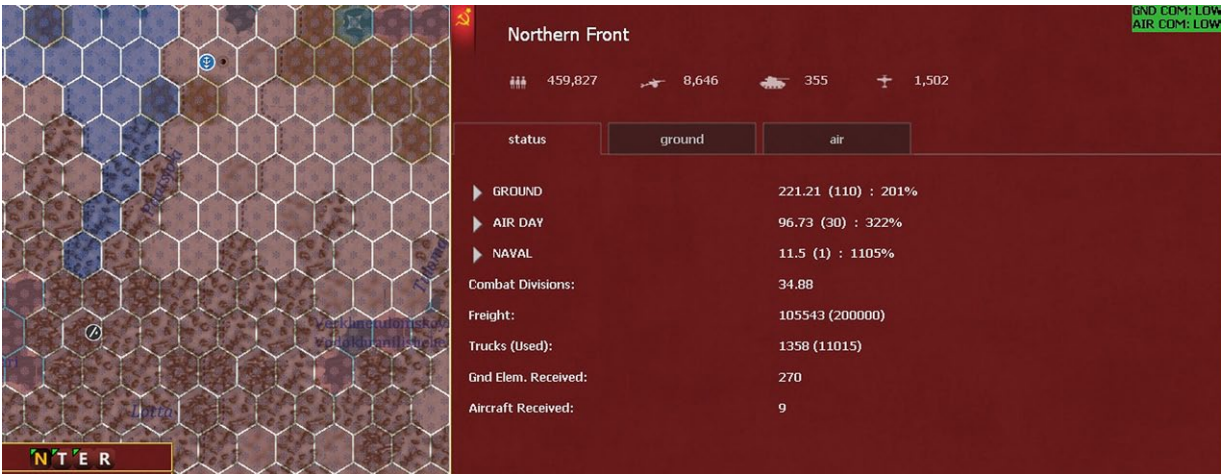 GND COM: LOW
AIR COM: LOW
Northern Front
459,827 8,646 355 1,502
status ground air
GROUND 221.21 (110) : 201%
AIR DAY 96.73 (30) : 322%
NAVAL 11.5 (1) : 1105%
Combat Divisions: 34.88
Freight: 105543 (200000)
Trucks (Used): 1358 (11015)
Gnd Elem. Received: 270
Aircraft Received: 9
Lotta
N T E R